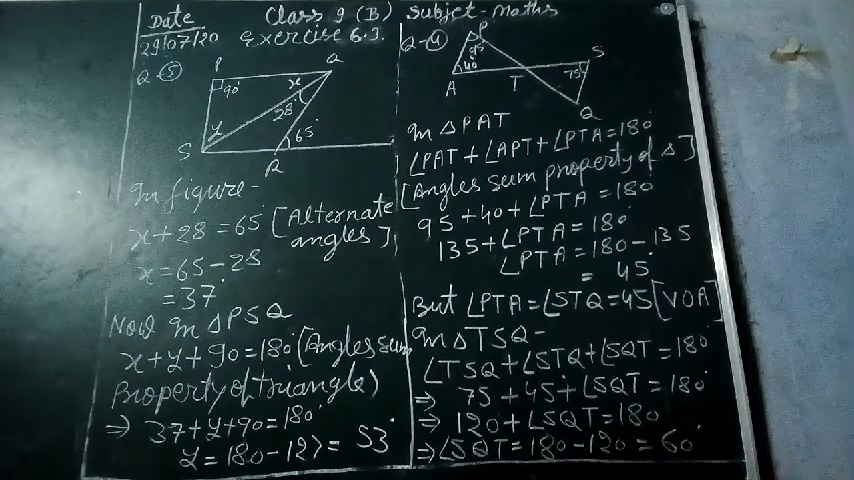 Date
29/07/20
Class 9 (B) Subjet-Maths
Exercise 6.3.
Q-⑤
P
Q
90°
x
28°
y
65°
S
R
In figure-
x+28=65 [Alternate
angles]
x=65-28
=37°
Now In △PSQ
x+y+90=180 [Angles sum
Property of triangle)
⇒ 37+y+90=180°
y=180-127= 53°
Q-④
P
95°
40°
A
T
S
75°
Q
In △PAT
∠PAT+∠APT+∠PTA=180°
[Angles sum property of △]
95+40+∠PTA=180
135+∠PTA=180
∠PTA=180-135
= 45°
But ∠PTA=∠STQ=45[VOA]
In △TSQ-
∠TSQ+∠STQ+∠SQT=180°
⇒ 75+45+∠SQT=180°
⇒ 120+∠SQT=180
⇒∠SQT=180-120=60°